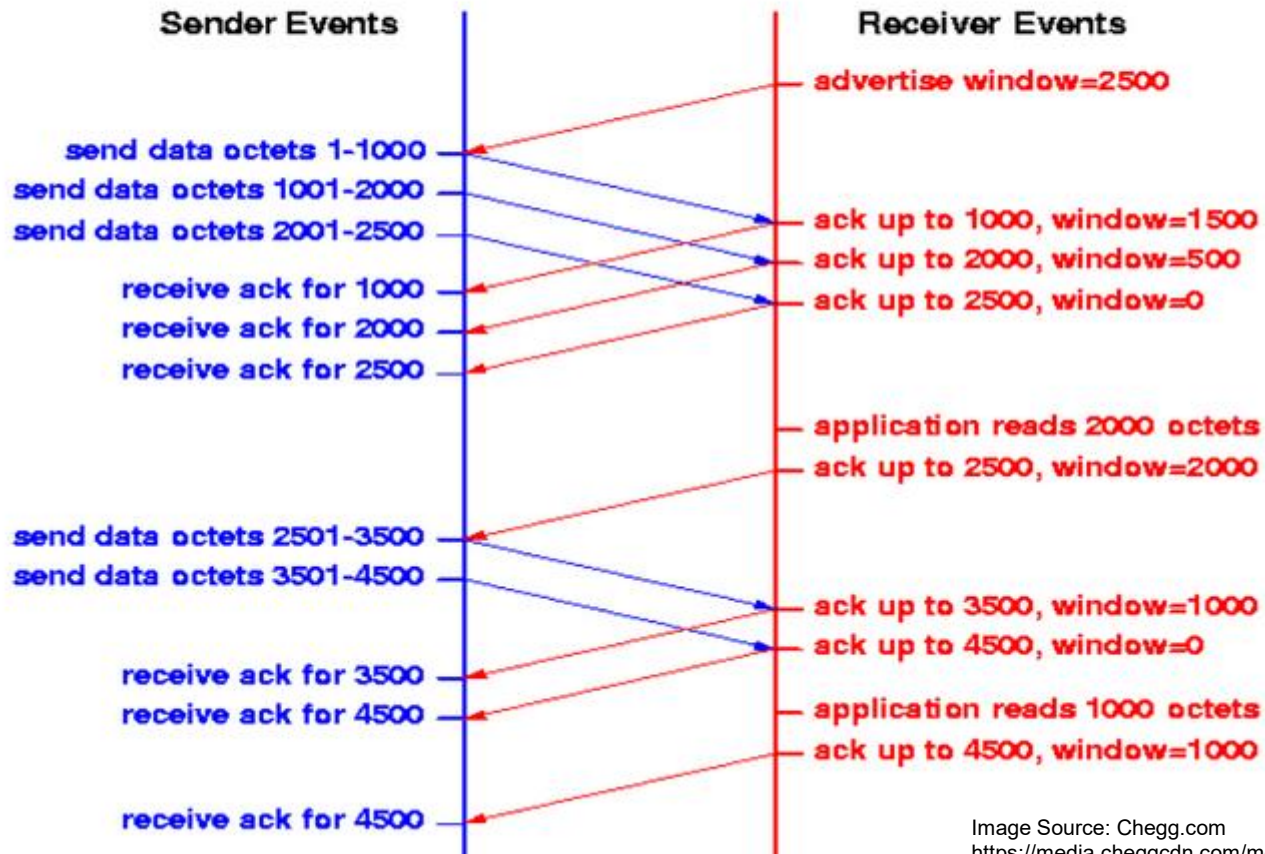 Sender Events
Receiver Events
advertise window=2500
send data octets 1-1000
send data octets 1001-2000
send data octets 2001-2500
ack up to 1000, window=1500
ack up to 2000, window=500
ack up to 2500, window=0
receive ack for 1000
receive ack for 2000
receive ack for 2500
application reads 2000 octets
ack up to 2500, window=2000
send data octets 2501-3500
send data octets 3501-4500
ack up to 3500, window=1000
ack up to 4500, window=0
receive ack for 3500
receive ack for 4500
application reads 1000 octets
ack up to 4500, window=1000
receive ack for 4500
Image Source: Chegg.com
https://media.cheggcdn.com/m